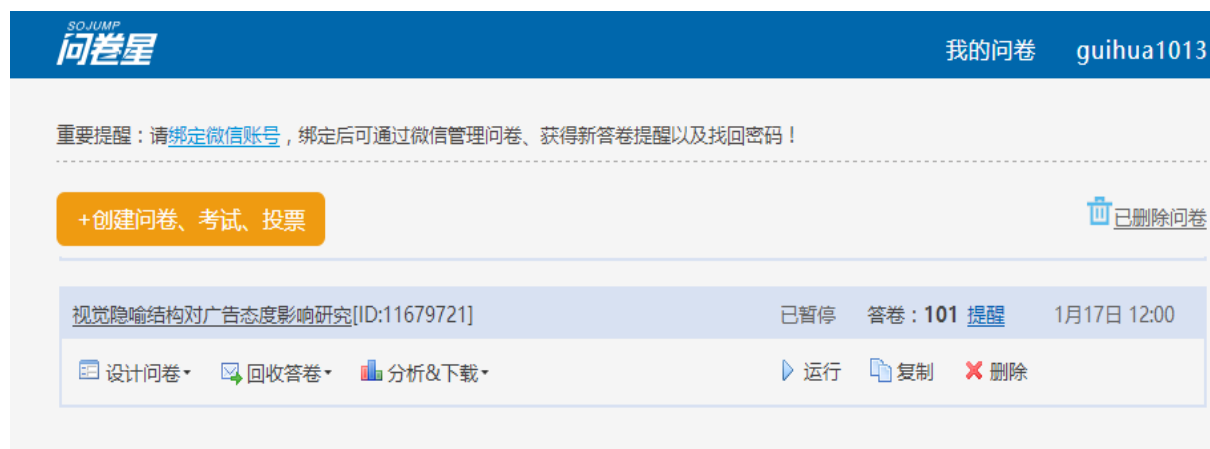 SOJUMP
问卷星
我的问卷 guihua1013
重要提醒：请绑定微信账号，绑定后可通过微信管理问卷、获得新答卷提醒以及找回密码！
+创建问卷、考试、投票
已删除问卷
视觉隐喻结构对广告态度影响研究[ID:11679721] 已暂停 答卷：101 提醒 1月17日 12:00
设计问卷 回收答卷 分析&下载 运行 复制 删除